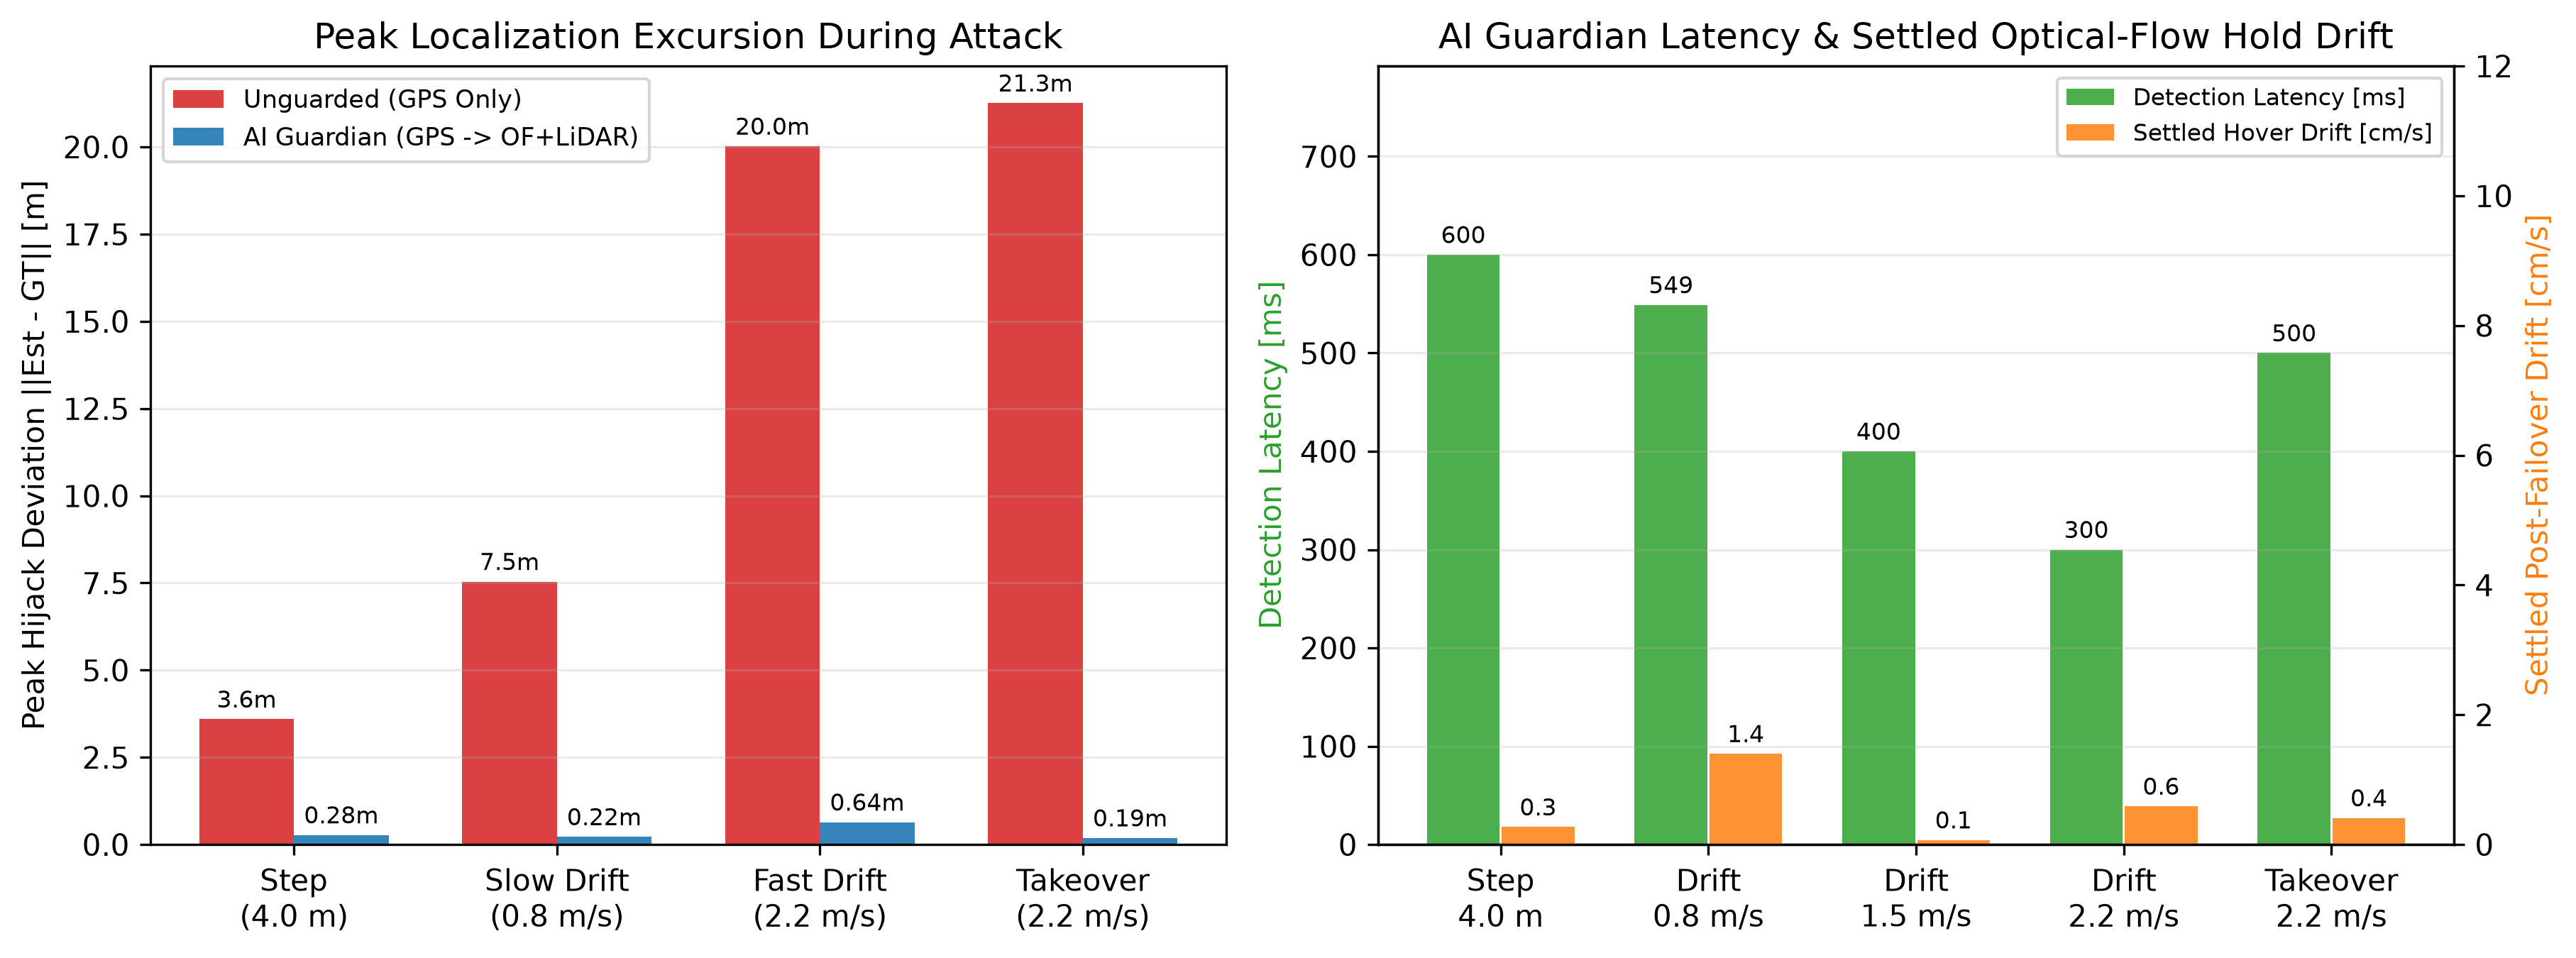 Peak Localization Excursion During Attack
Unguarded (GPS Only)
AI Guardian (GPS -> OF+LiDAR)
Peak Hijack Deviation ||Est - GT|| [m]
20.0
17.5
15.0
12.5
10.0
7.5
5.0
2.5
0.0
3.6m
0.28m
7.5m
0.22m
20.0m
0.64m
21.3m
0.19m
Step
(4.0 m)
Slow Drift
(0.8 m/s)
Fast Drift
(2.2 m/s)
Takeover
(2.2 m/s)
AI Guardian Latency & Settled Optical-Flow Hold Drift
Detection Latency [ms]
Settled Hover Drift [cm/s]
Detection Latency [ms]
700
600
500
400
300
200
100
0
600
0.3
549
1.4
400
0.1
300
0.6
500
0.4
Step
4.0 m
Drift
0.8 m/s
Drift
1.5 m/s
Drift
2.2 m/s
Takeover
2.2 m/s
12
10
8
6
4
2
0
Settled Post-Failover Drift [cm/s]